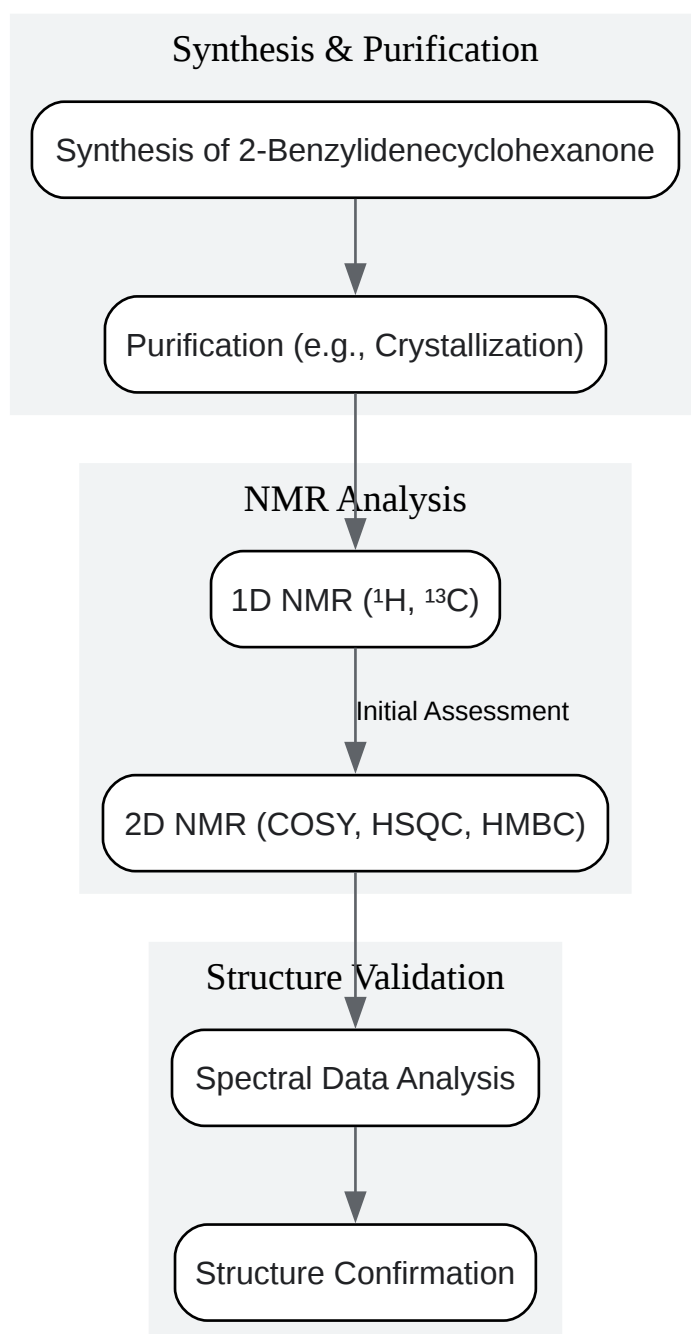 Synthesis & Purification
Synthesis of 2-Benzylidenecyclohexanone
Purification (e.g., Crystallization)
NMR Analysis
1D NMR (¹H, ¹³C)
Initial Assessment
2D NMR (COSY, HSQC, HMBC)
Structure Validation
Spectral Data Analysis
Structure Confirmation